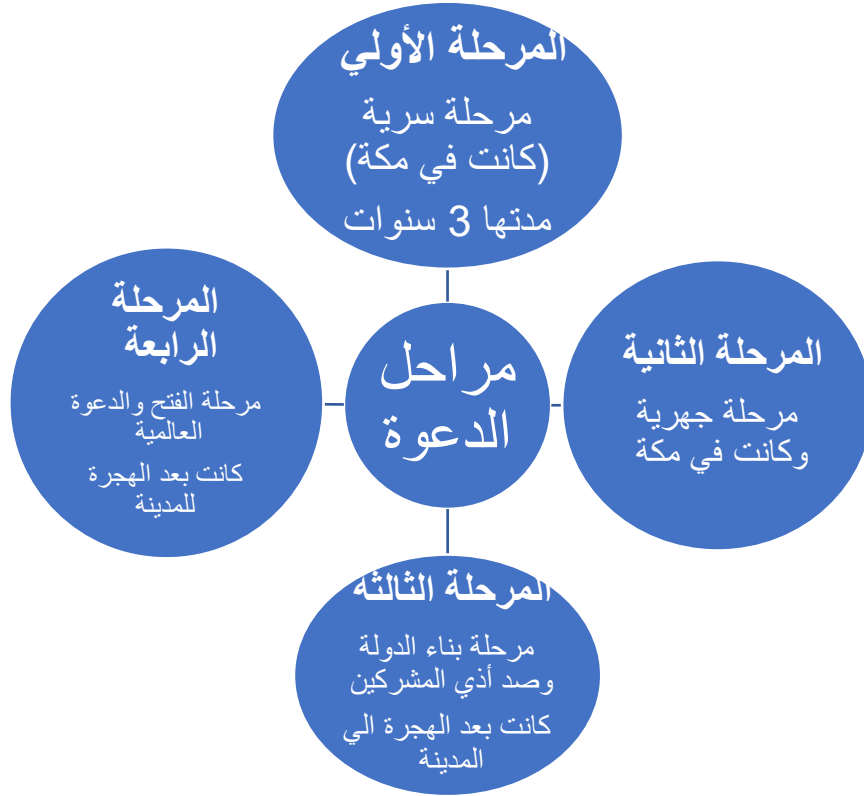 المرحلة الأولي
مرحلة سرية
(كانت في مكة)
مدتها 3 سنوات
مراحل
الدعوة
المرحلة الثانية
مرحلة جهرية
وكانت في مكة
المرحلة الثالثة
مرحلة بناء الدولة
وصد أذي المشركين
كانت بعد الهجرة الي
المدينة
المرحلة
الرابعة
مرحلة الفتح والدعوة
العالمية
كانت بعد الهجرة
للمدينة